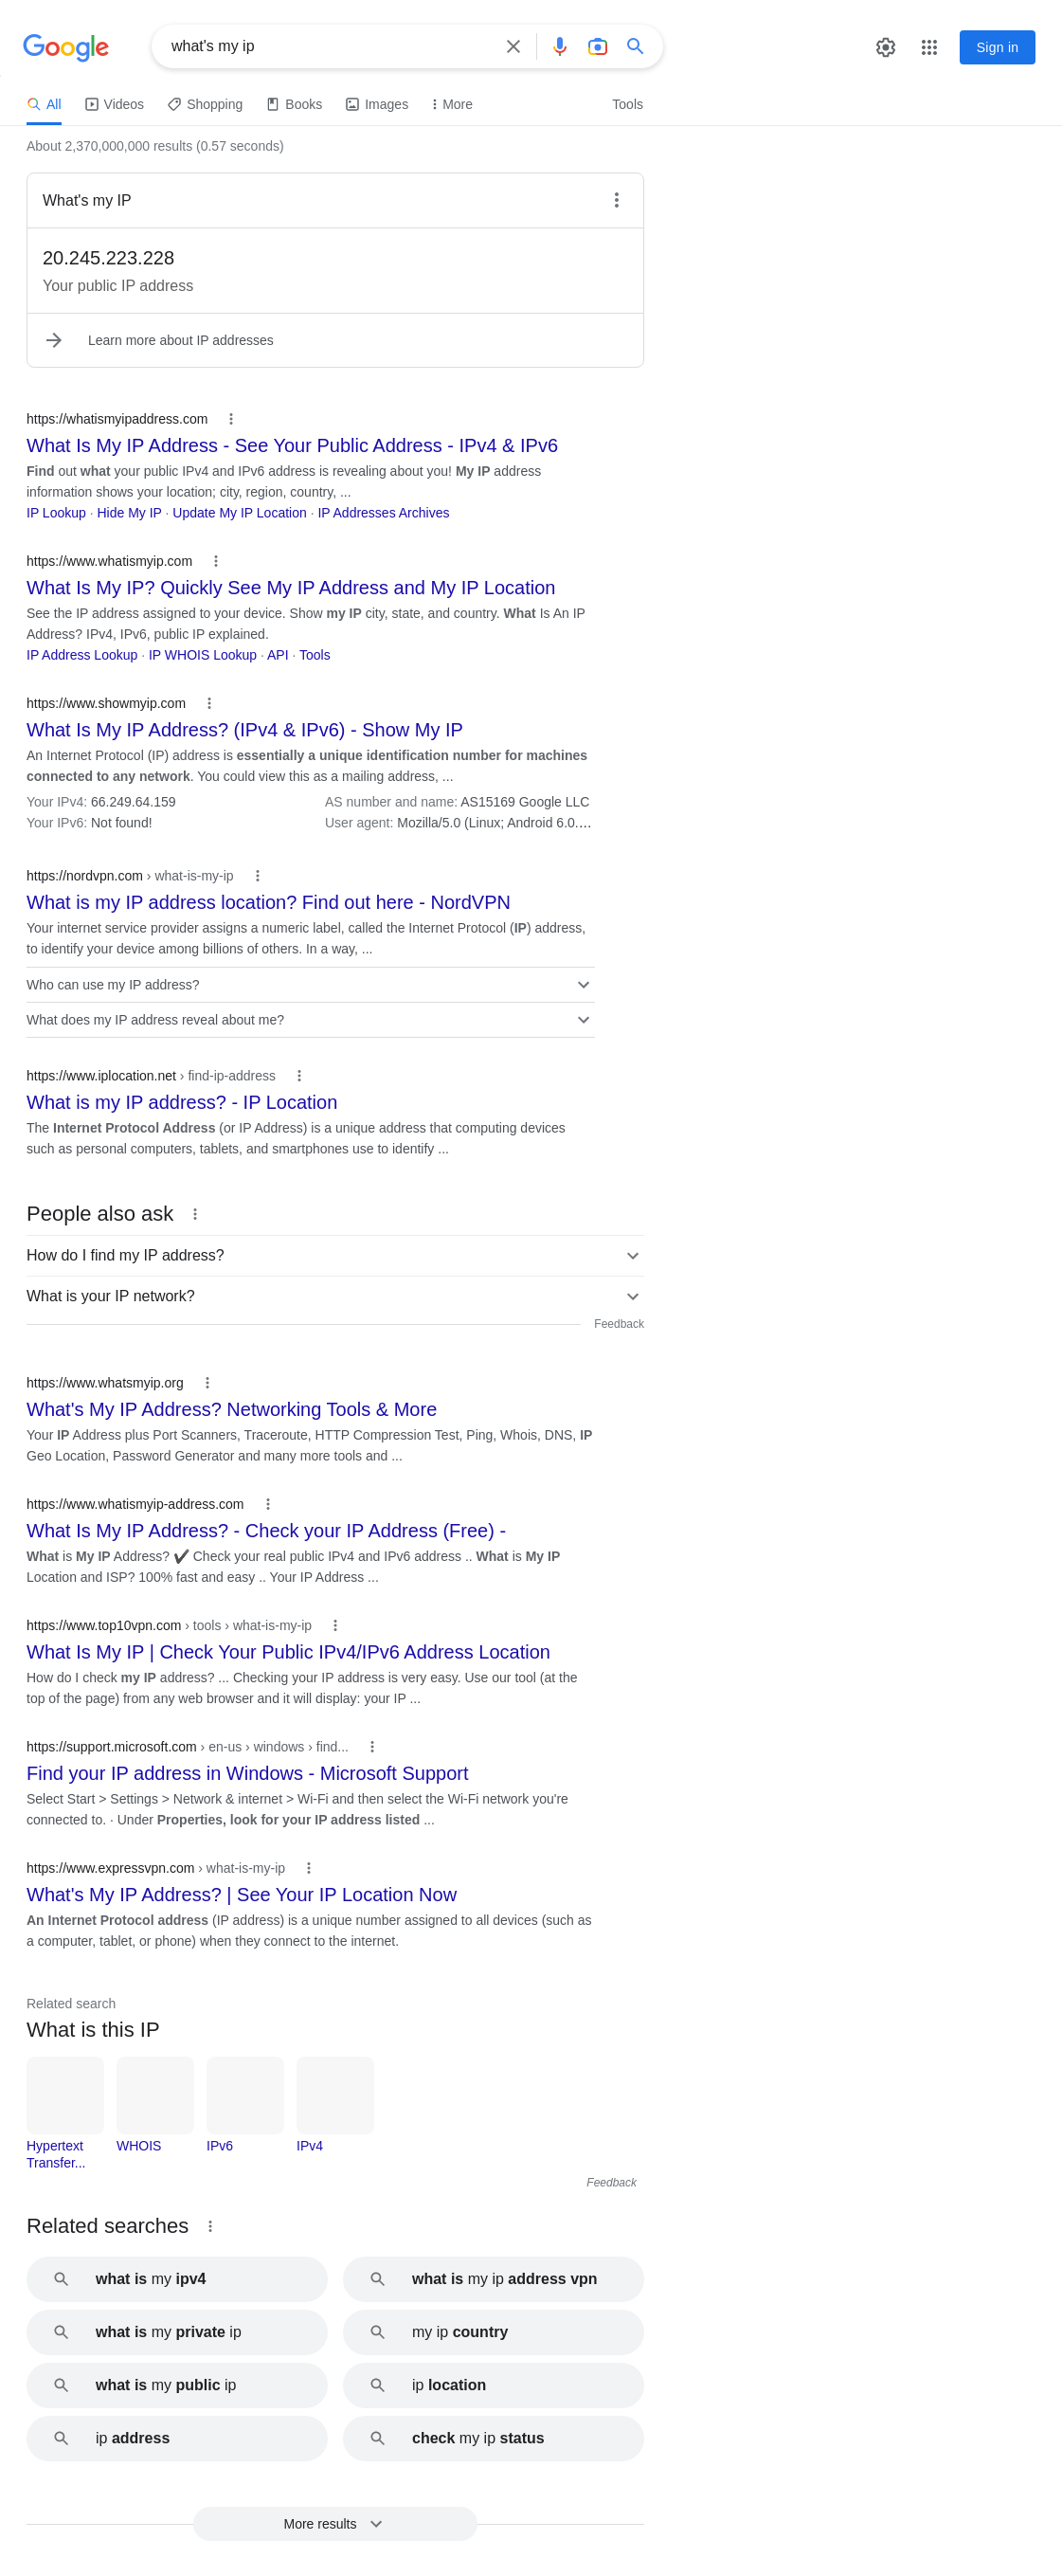 Google
what's my ip
Sign in
All Videos Shopping Books Images More Tools
About 2,370,000,000 results (0.57 seconds)
What's my IP
20.245.223.228
Your public IP address
Learn more about IP addresses
https://whatismyipaddress.com
What Is My IP Address - See Your Public Address - IPv4 & IPv6
Find out what your public IPv4 and IPv6 address is revealing about you! My IP address
information shows your location; city, region, country, ...
IP Lookup · Hide My IP · Update My IP Location · IP Addresses Archives
https://www.whatismyip.com
What Is My IP? Quickly See My IP Address and My IP Location
See the IP address assigned to your device. Show my IP city, state, and country. What Is An IP
Address? IPv4, IPv6, public IP explained.
IP Address Lookup · IP WHOIS Lookup · API · Tools
https://www.showmyip.com
What Is My IP Address? (IPv4 & IPv6) - Show My IP
An Internet Protocol (IP) address is essentially a unique identification number for machines
connected to any network. You could view this as a mailing address, ...
Your IPv4: 66.249.64.159 AS number and name: AS15169 Google LLC
Your IPv6: Not found! User agent: Mozilla/5.0 (Linux; Android 6.0....
https://nordvpn.com › what-is-my-ip
What is my IP address location? Find out here - NordVPN
Your internet service provider assigns a numeric label, called the Internet Protocol (IP) address,
to identify your device among billions of others. In a way, ...
Who can use my IP address?
What does my IP address reveal about me?
https://www.iplocation.net › find-ip-address
What is my IP address? - IP Location
The Internet Protocol Address (or IP Address) is a unique address that computing devices
such as personal computers, tablets, and smartphones use to identify ...
People also ask
How do I find my IP address?
What is your IP network?
Feedback
https://www.whatsmyip.org
What's My IP Address? Networking Tools & More
Your IP Address plus Port Scanners, Traceroute, HTTP Compression Test, Ping, Whois, DNS, IP
Geo Location, Password Generator and many more tools and ...
https://www.whatismyip-address.com
What Is My IP Address? - Check your IP Address (Free) -
What is My IP Address? ✔ Check your real public IPv4 and IPv6 address .. What is My IP
Location and ISP? 100% fast and easy .. Your IP Address ...
https://www.top10vpn.com › tools › what-is-my-ip
What Is My IP | Check Your Public IPv4/IPv6 Address Location
How do I check my IP address? ... Checking your IP address is very easy. Use our tool (at the
top of the page) from any web browser and it will display: your IP ...
https://support.microsoft.com › en-us › windows › find...
Find your IP address in Windows - Microsoft Support
Select Start > Settings > Network & internet > Wi-Fi and then select the Wi-Fi network you're
connected to. · Under Properties, look for your IP address listed ...
https://www.expressvpn.com › what-is-my-ip
What's My IP Address? | See Your IP Location Now
An Internet Protocol address (IP address) is a unique number assigned to all devices (such as
a computer, tablet, or phone) when they connect to the internet.
Related search
What is this IP
Hypertext WHOIS IPv6 IPv4
Transfer...
Feedback
Related searches
what is my ipv4
what is my ip address vpn
what is my private ip
my ip country
what is my public ip
ip location
ip address
check my ip status
More results